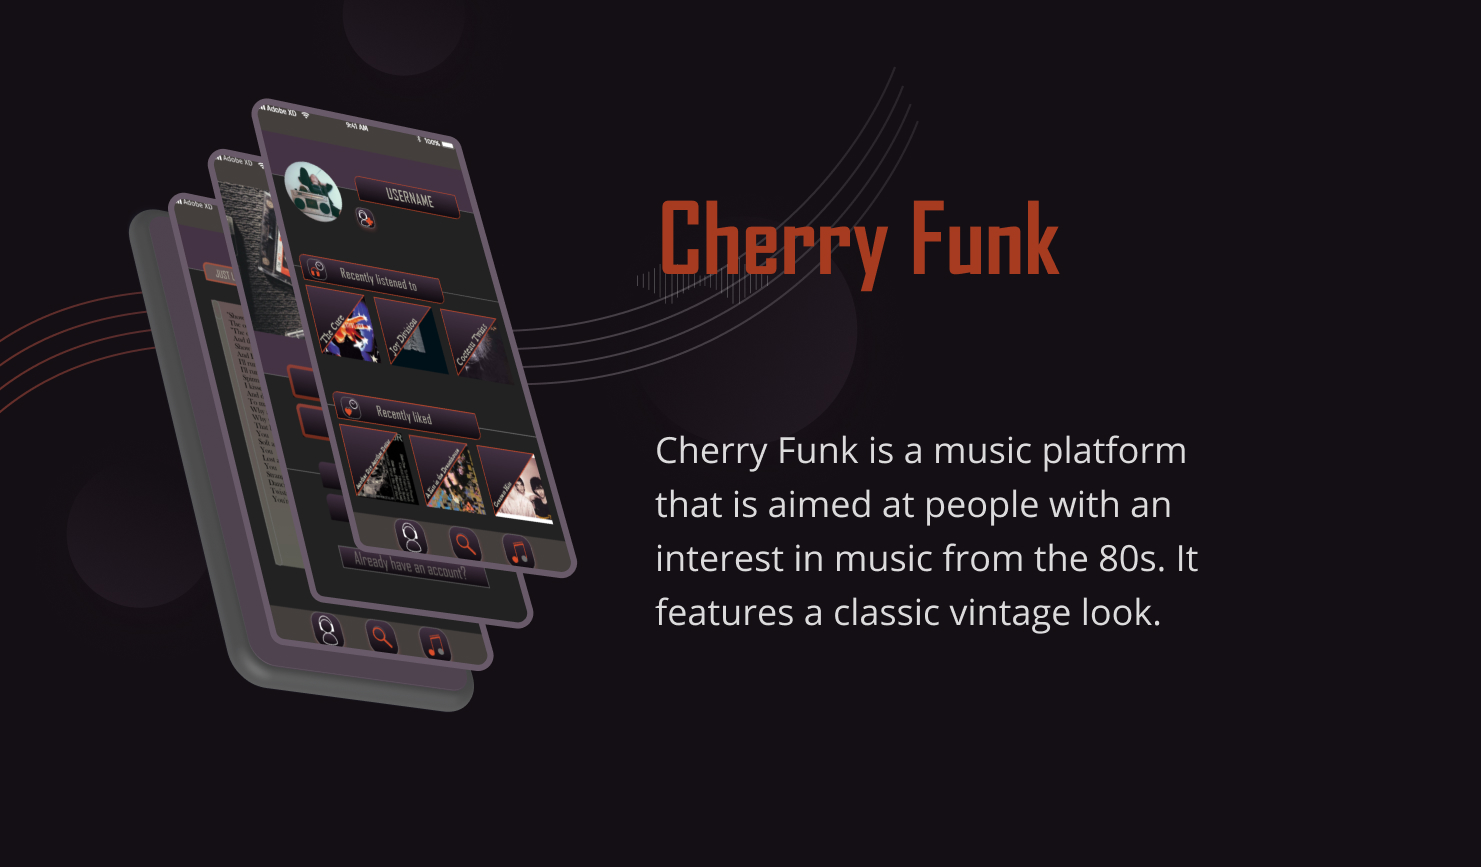 Adobe XD
9:41 AM
100%
USERNAME
Recently listened to
The Cure
Joy Division
Cocteau Twins
Recently liked
Adobe XD
Already have an account?
Adobe XD
JUST L
Cherry Funk
Cherry Funk is a music platform
that is aimed at people with an
interest in music from the 80s. It
features a classic vintage look.